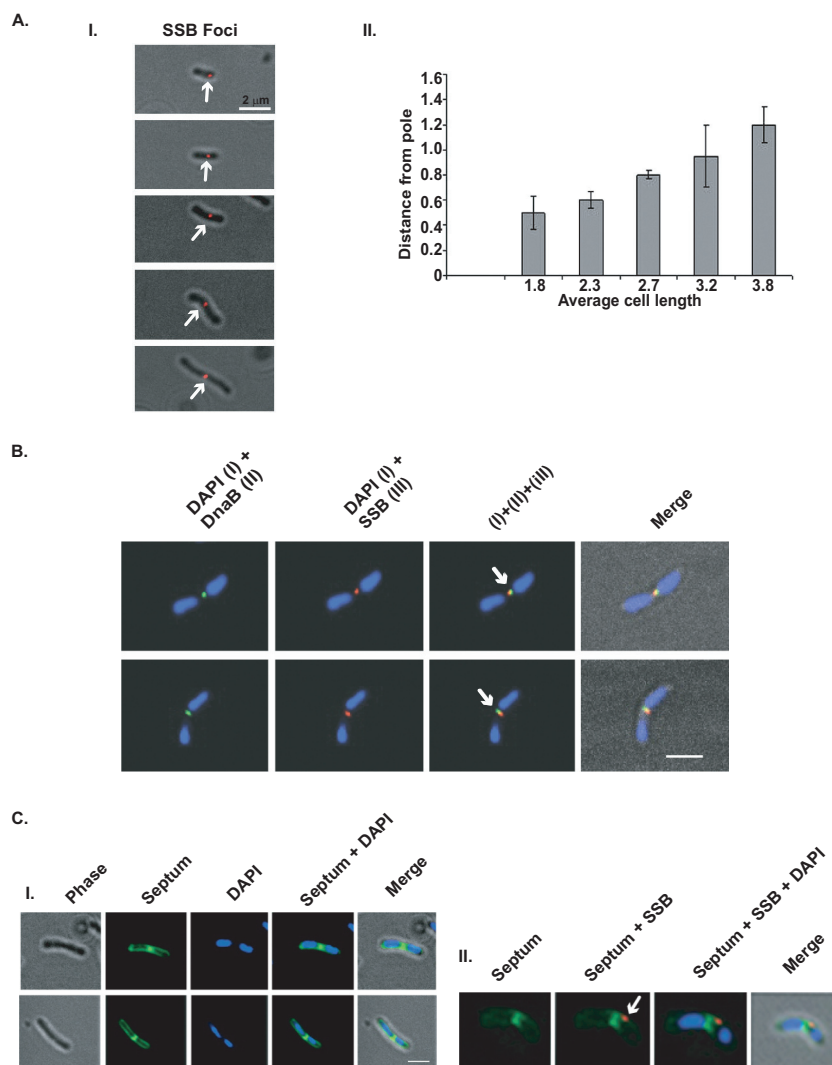 A.
I.
SSB Foci
2 μm
II.
Distance from pole
1.6
1.4
1.2
1.0
0.8
0.6
0.4
0.2
0
1.8
2.3
2.7
3.2
3.8
Average cell length
B.
DAPI (I) +
DnaB (II)
DAPI (I) +
SSB (III)
(I)+(II)+(iII)
Merge
C.
I.
Phase
Septum
DAPI
Septum + DAPI
Merge
II.
Septum
Septum + SSB
Septum + SSB + DAPI
Merge